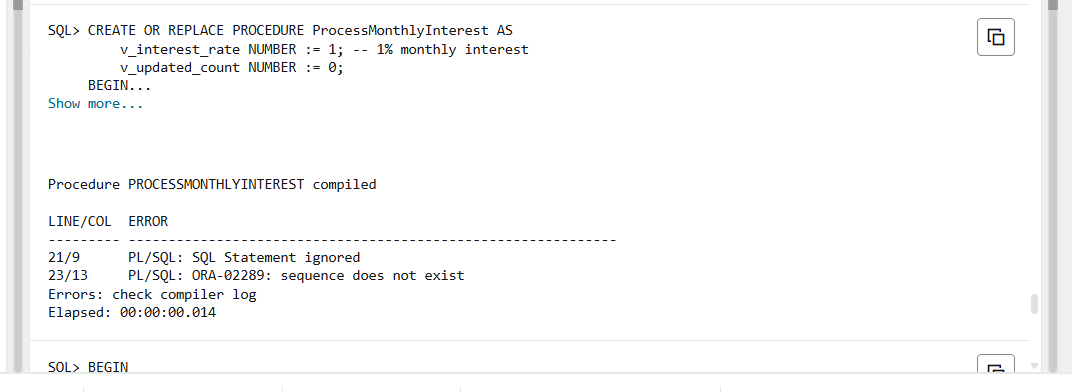 SQL> CREATE OR REPLACE PROCEDURE ProcessMonthlyInterest AS
v_interest_rate NUMBER := 1; -- 1% monthly interest
v_updated_count NUMBER := 0;
BEGIN...
Show more...
Procedure PROCESSMONTHLYINTEREST compiled
LINE/COL ERROR
--------- -------------------------------------------------------------
21/9 PL/SQL: SQL Statement ignored
23/13 PL/SQL: ORA-02289: sequence does not exist
Errors: check compiler log
Elapsed: 00:00:00.014
SQL> BEGIN